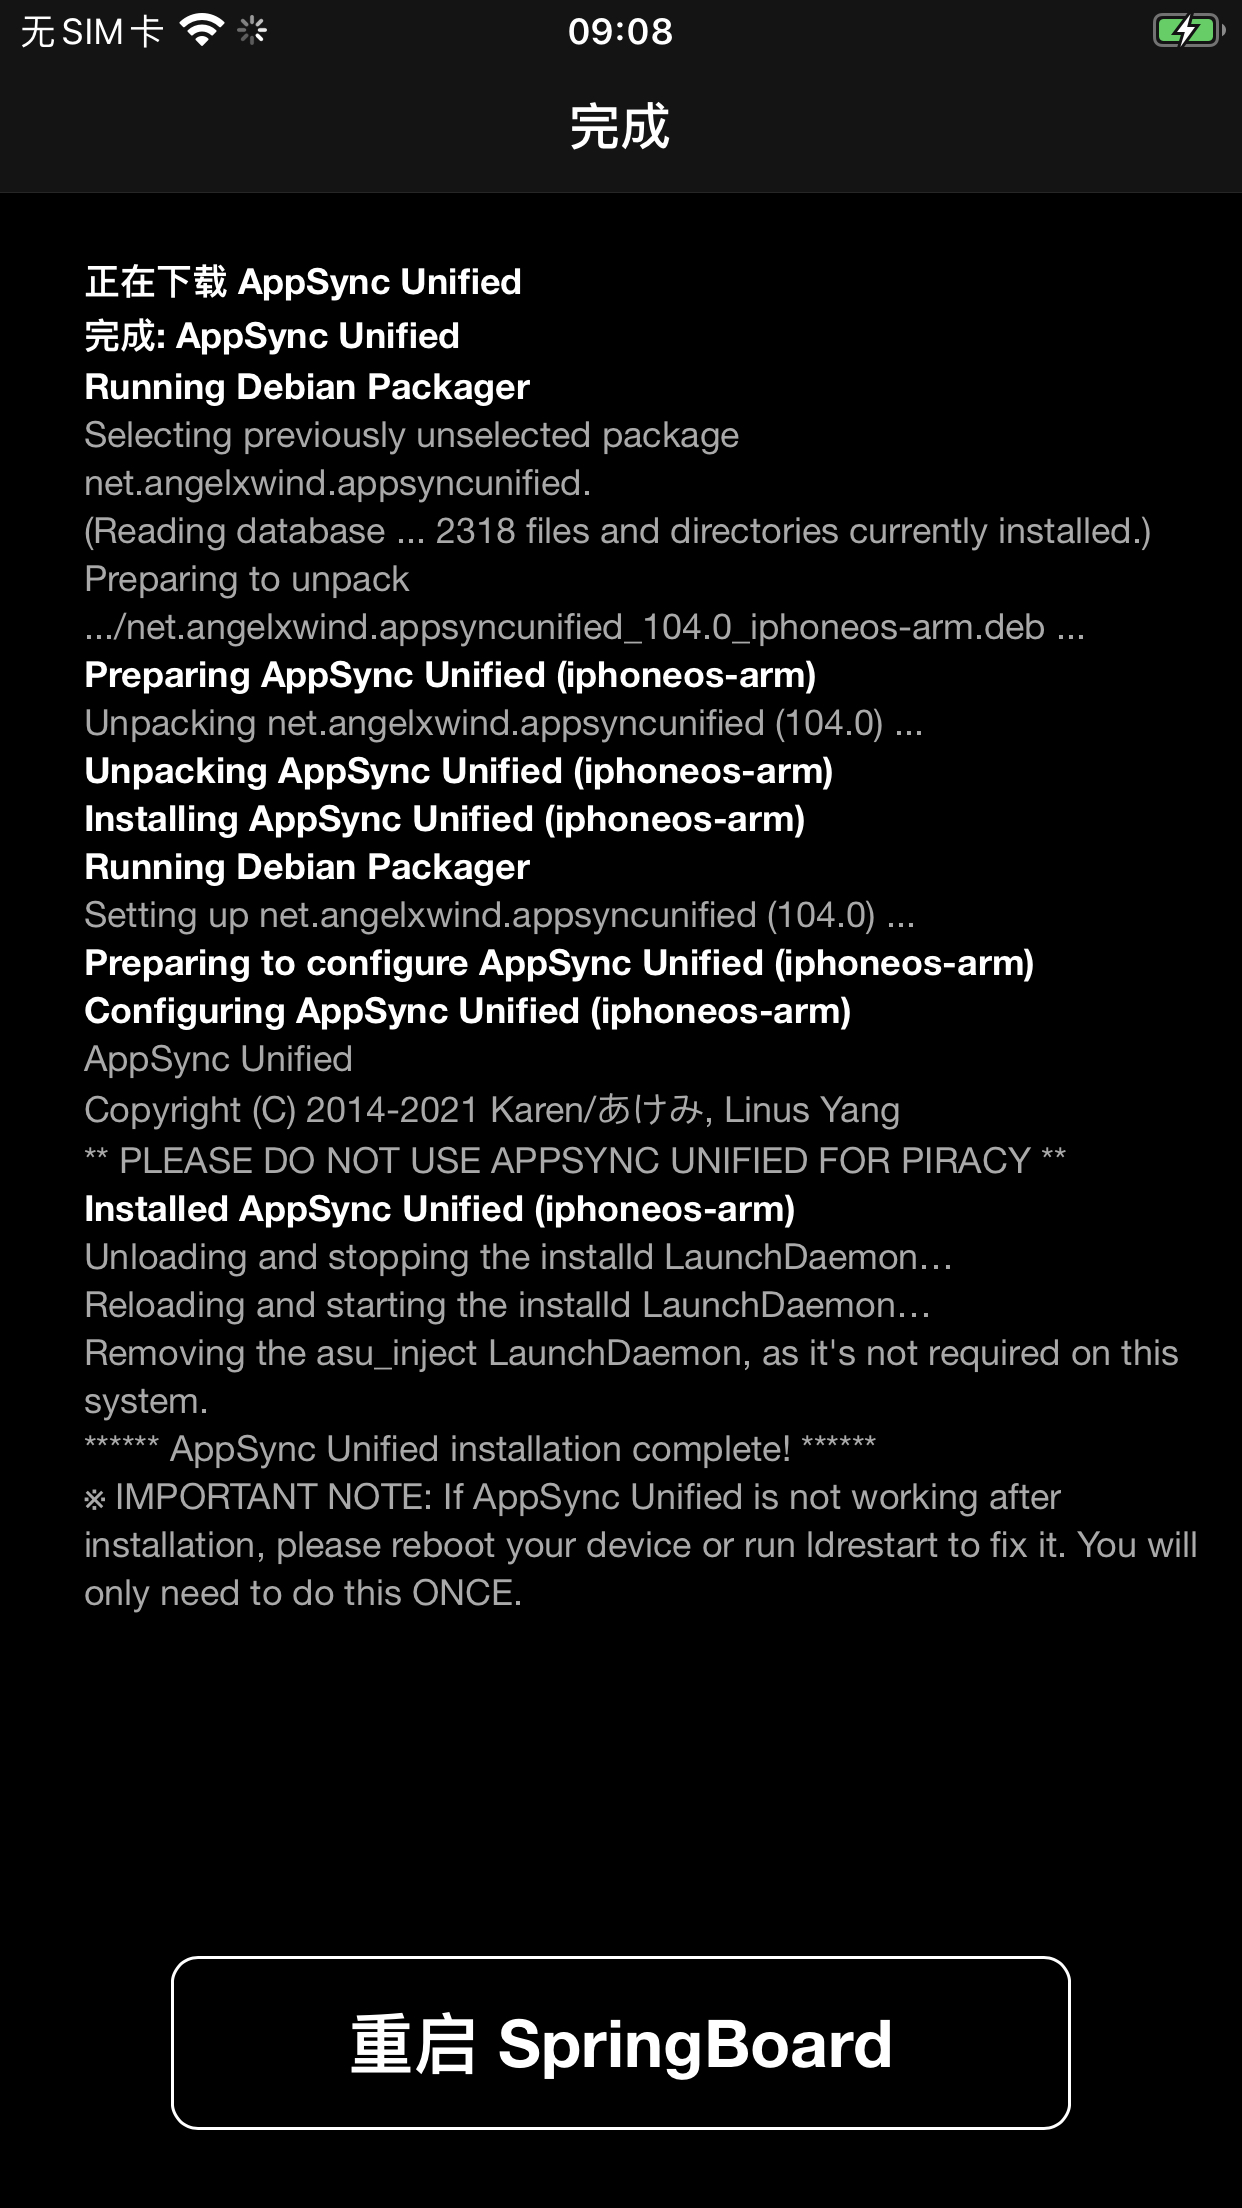 无 SIM 卡
09:08
完成
正在下载 AppSync Unified
完成: AppSync Unified
Running Debian Packager
Selecting previously unselected package
net.angelxwind.appsyncunified.
(Reading database ... 2318 files and directories currently installed.)
Preparing to unpack
.../net.angelxwind.appsyncunified_104.0_iphoneos-arm.deb ...
Preparing AppSync Unified (iphoneos-arm)
Unpacking net.angelxwind.appsyncunified (104.0) ...
Unpacking AppSync Unified (iphoneos-arm)
Installing AppSync Unified (iphoneos-arm)
Running Debian Packager
Setting up net.angelxwind.appsyncunified (104.0) ...
Preparing to configure AppSync Unified (iphoneos-arm)
Configuring AppSync Unified (iphoneos-arm)
AppSync Unified
Copyright (C) 2014-2021 Karen/あけみ, Linus Yang
** PLEASE DO NOT USE APPSYNC UNIFIED FOR PIRACY **
Installed AppSync Unified (iphoneos-arm)
Unloading and stopping the installd LaunchDaemon…
Reloading and starting the installd LaunchDaemon…
Removing the asu_inject LaunchDaemon, as it's not required on this
system.
****** AppSync Unified installation complete! ******
※ IMPORTANT NOTE: If AppSync Unified is not working after
installation, please reboot your device or run ldrestart to fix it. You will
only need to do this ONCE.
重启 SpringBoard